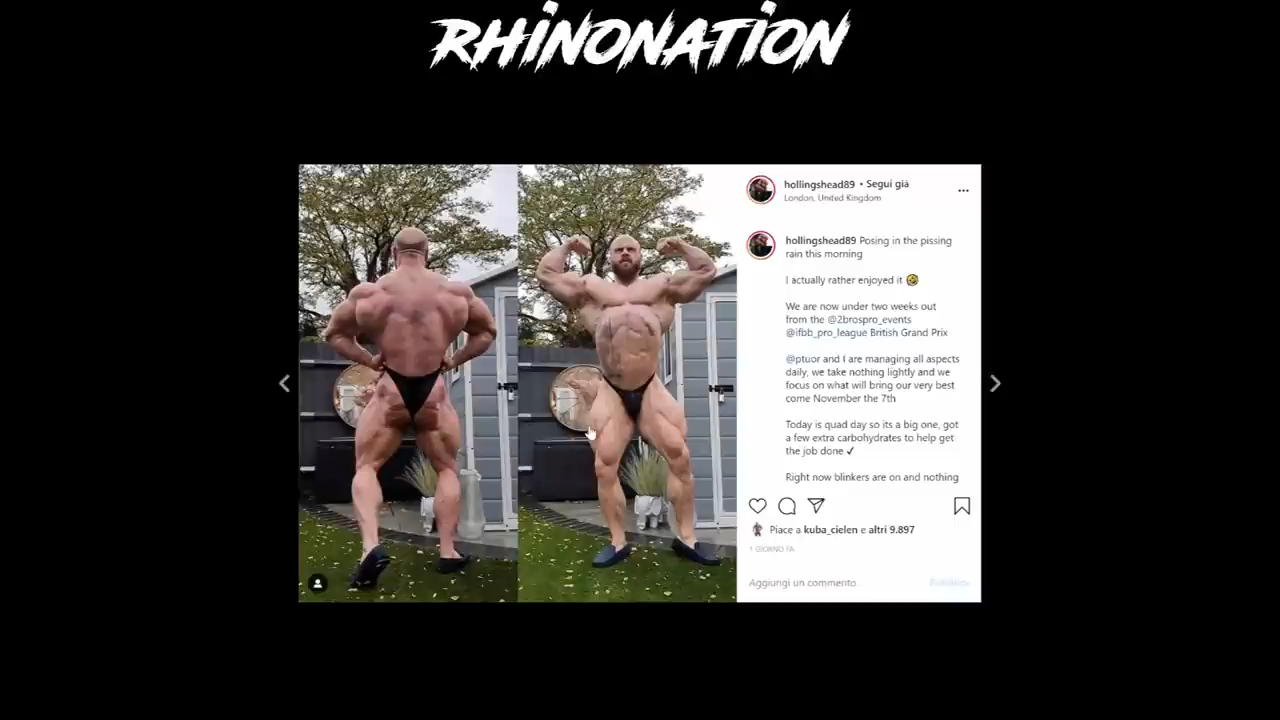 RHINONATION
hollingshead89 • Segui già
London, United Kingdom
hollingshead89 Posing in the pissing
rain this morning
I actually rather enjoyed it 🤣
We are now under two weeks out
from the @2brospro_events
@ifbb_pro_league British Grand Prix
@ptuor and I are managing all aspects
daily, we take nothing lightly and we
focus on what will bring our very best
come November the 7th
Today is quad day so its a big one, got
a few extra carbohydrates to help get
the job done ✓
Right now blinkers are on and nothing
Piace a kuba_cielen e altri 9.897
1 GIORNO FA
Aggiungi un commento...